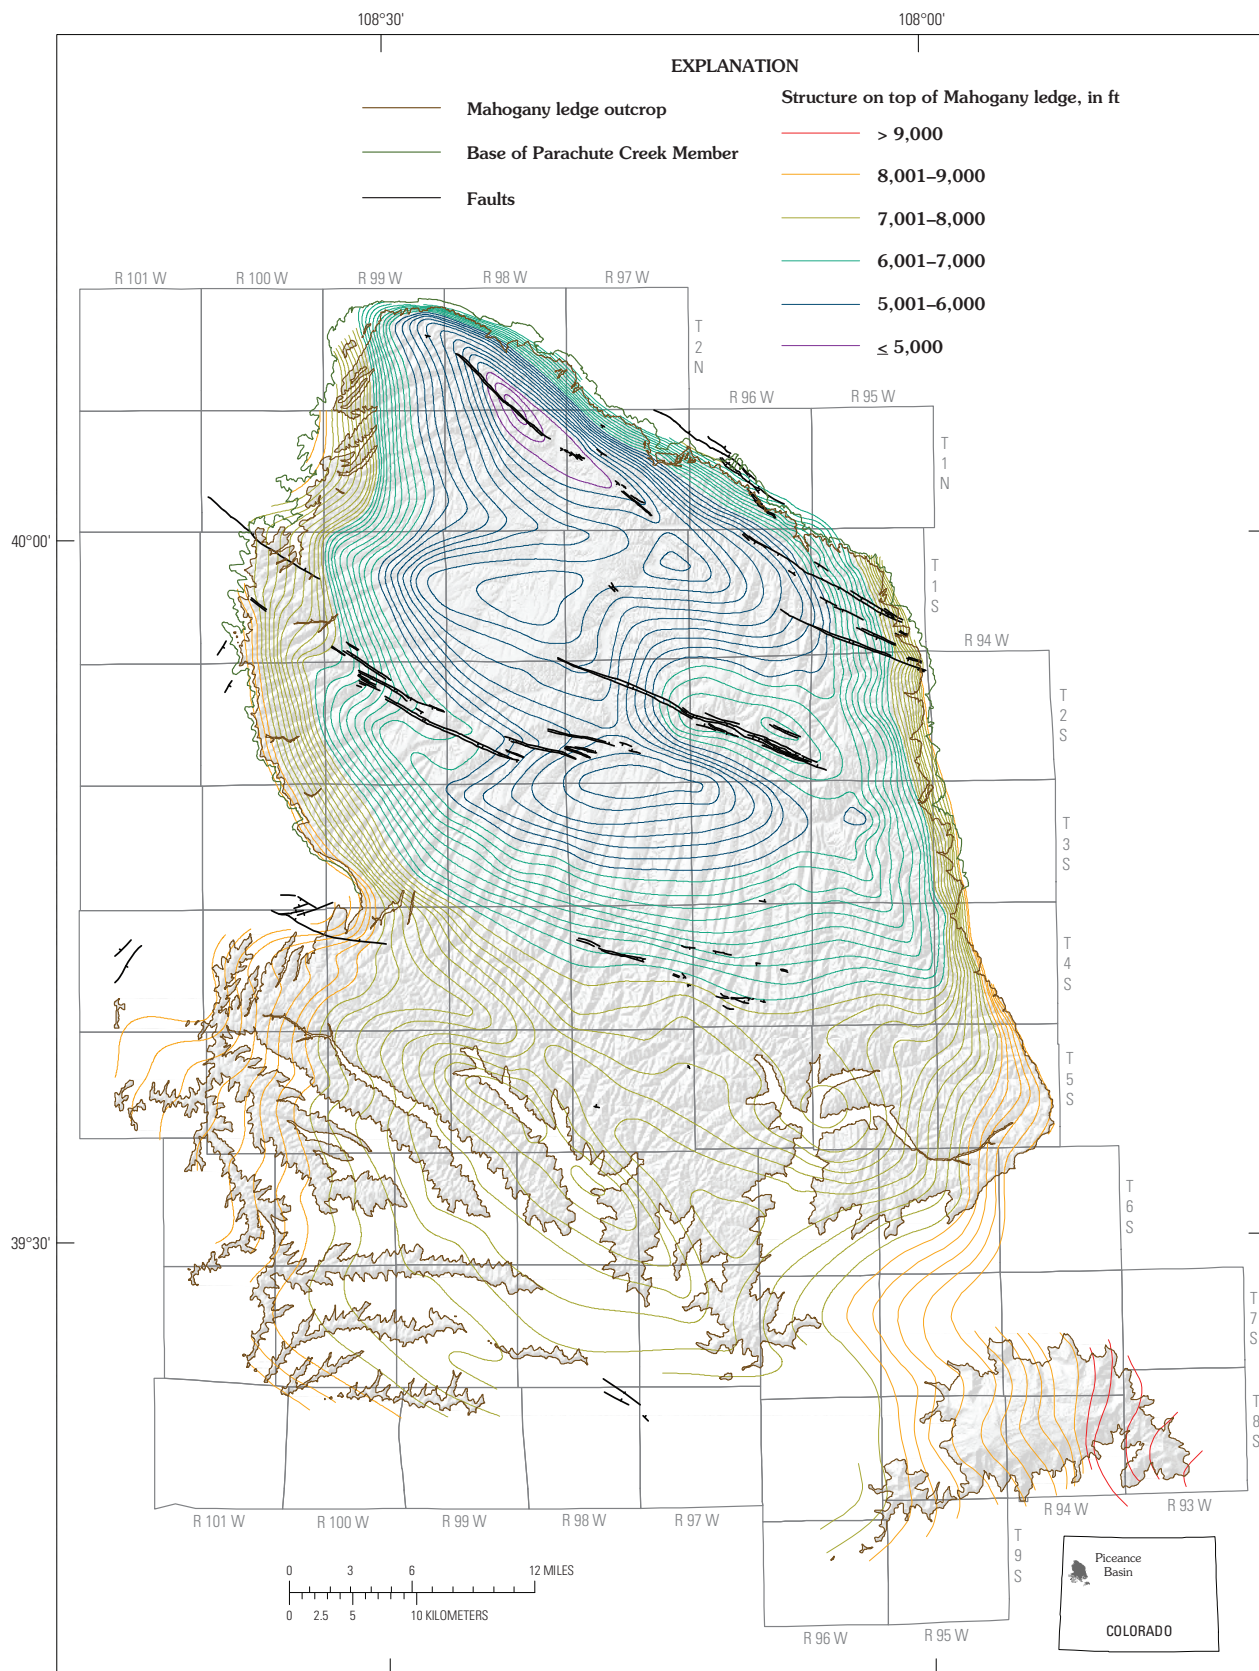 108°30'
108°00'
EXPLANATION
Mahogany ledge outcrop
Base of Parachute Creek Member
Faults
Structure on top of Mahogany ledge, in ft
> 9,000
8,001–9,000
7,001–8,000
6,001–7,000
5,001–6,000
≤ 5,000
R 101 W
R 100 W
R 99 W
R 98 W
R 97 W
T
2
N
R 96 W
R 95 W
T
1
N
40°00'
T
1
S
R 94 W
T
2
S
T
3
S
T
4
S
T
5
S
T
6
S
39°30'
T
7
S
T
8
S
R 94 W
R 93 W
R 101 W
R 100 W
R 99 W
R 98 W
R 97 W
T
9
S
R 96 W
R 95 W
0
3
6
12 MILES
0
2.5
5
10 KILOMETERS
Piceance
Basin
COLORADO